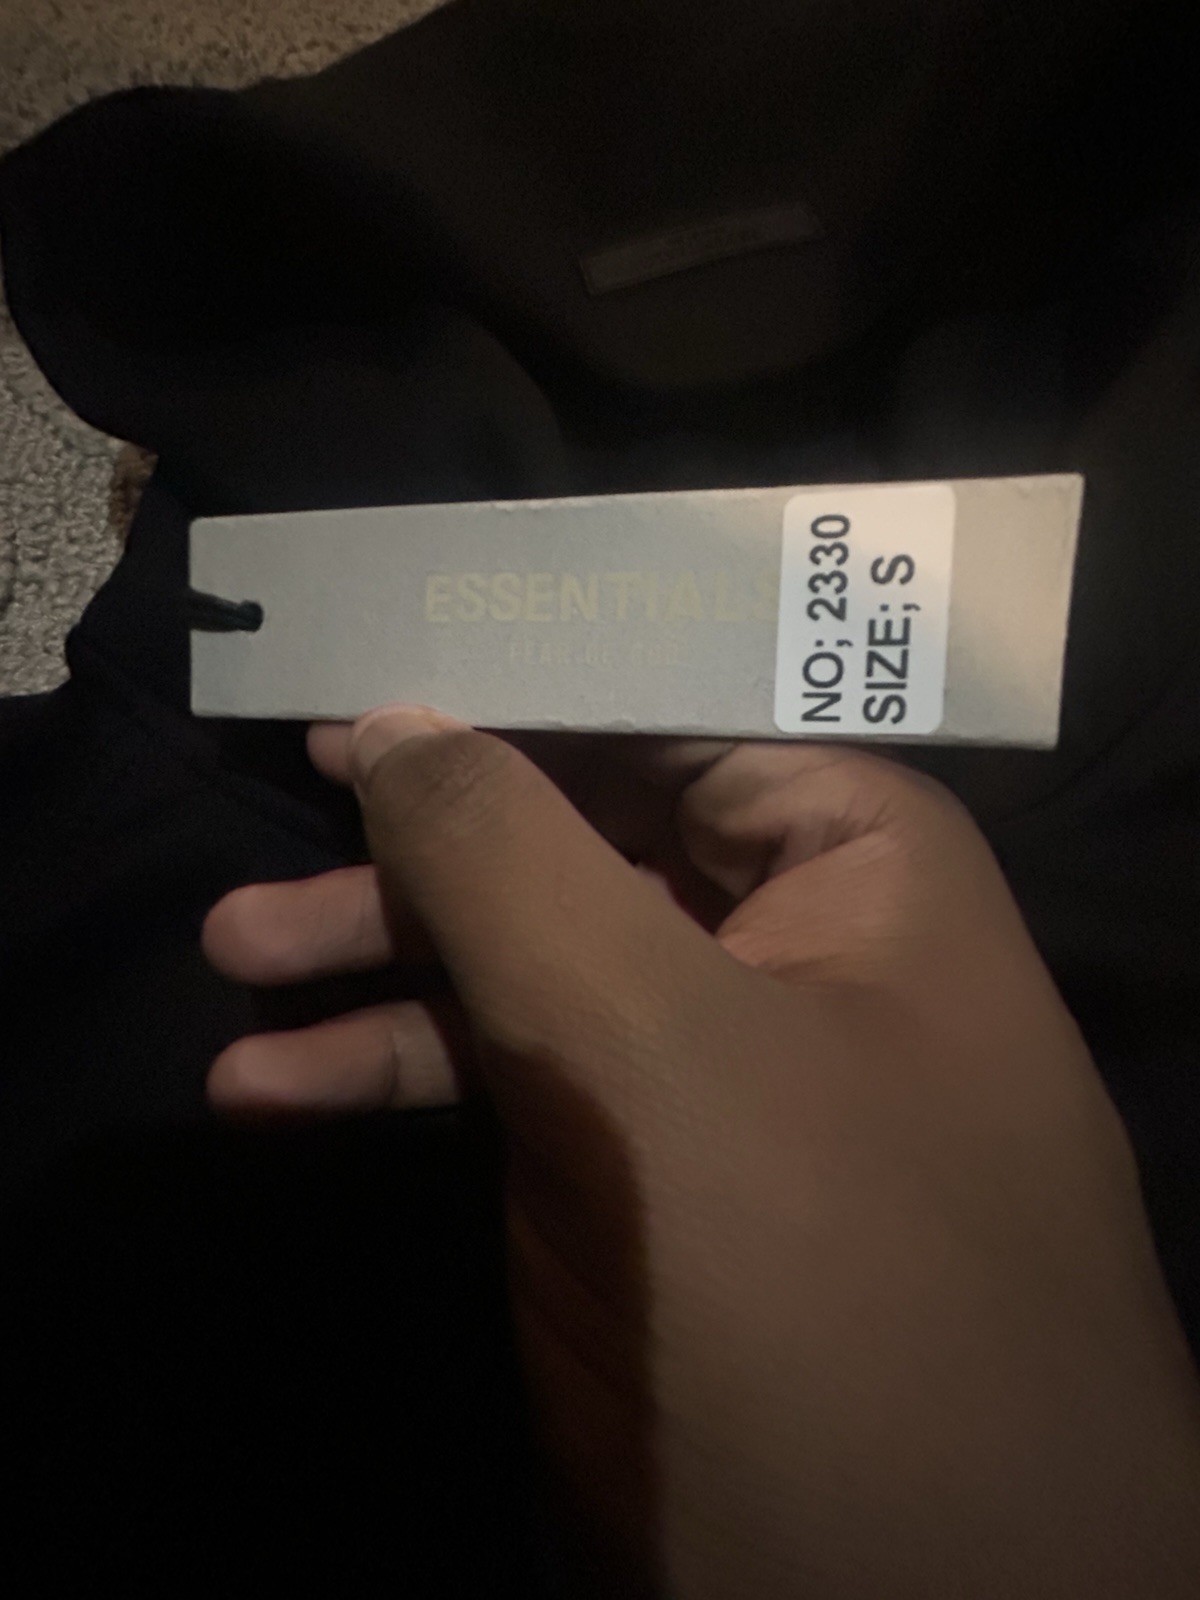 ESSENTIALS
FEAR OF GOD
NO; 2330
SIZE; S